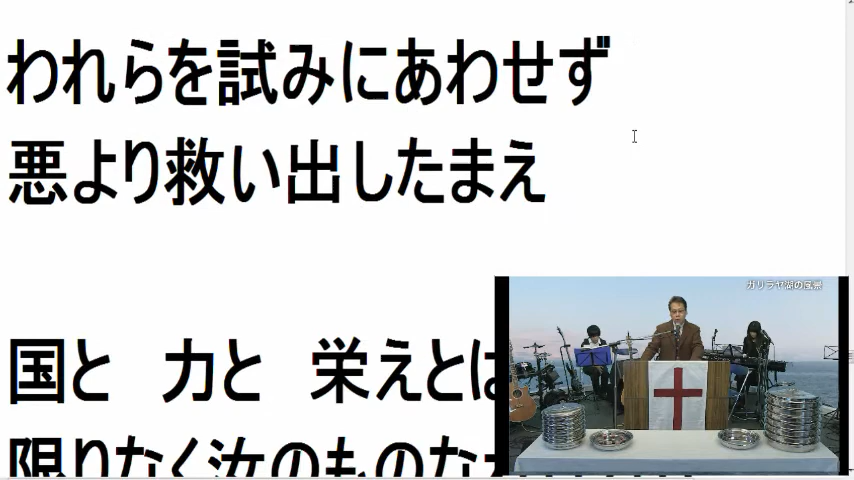 われらを試みにあわせず
悪より救い出したまえ
国と　力と　栄えとは
限りなく汝のものなれ
ガリラヤ湖の風景